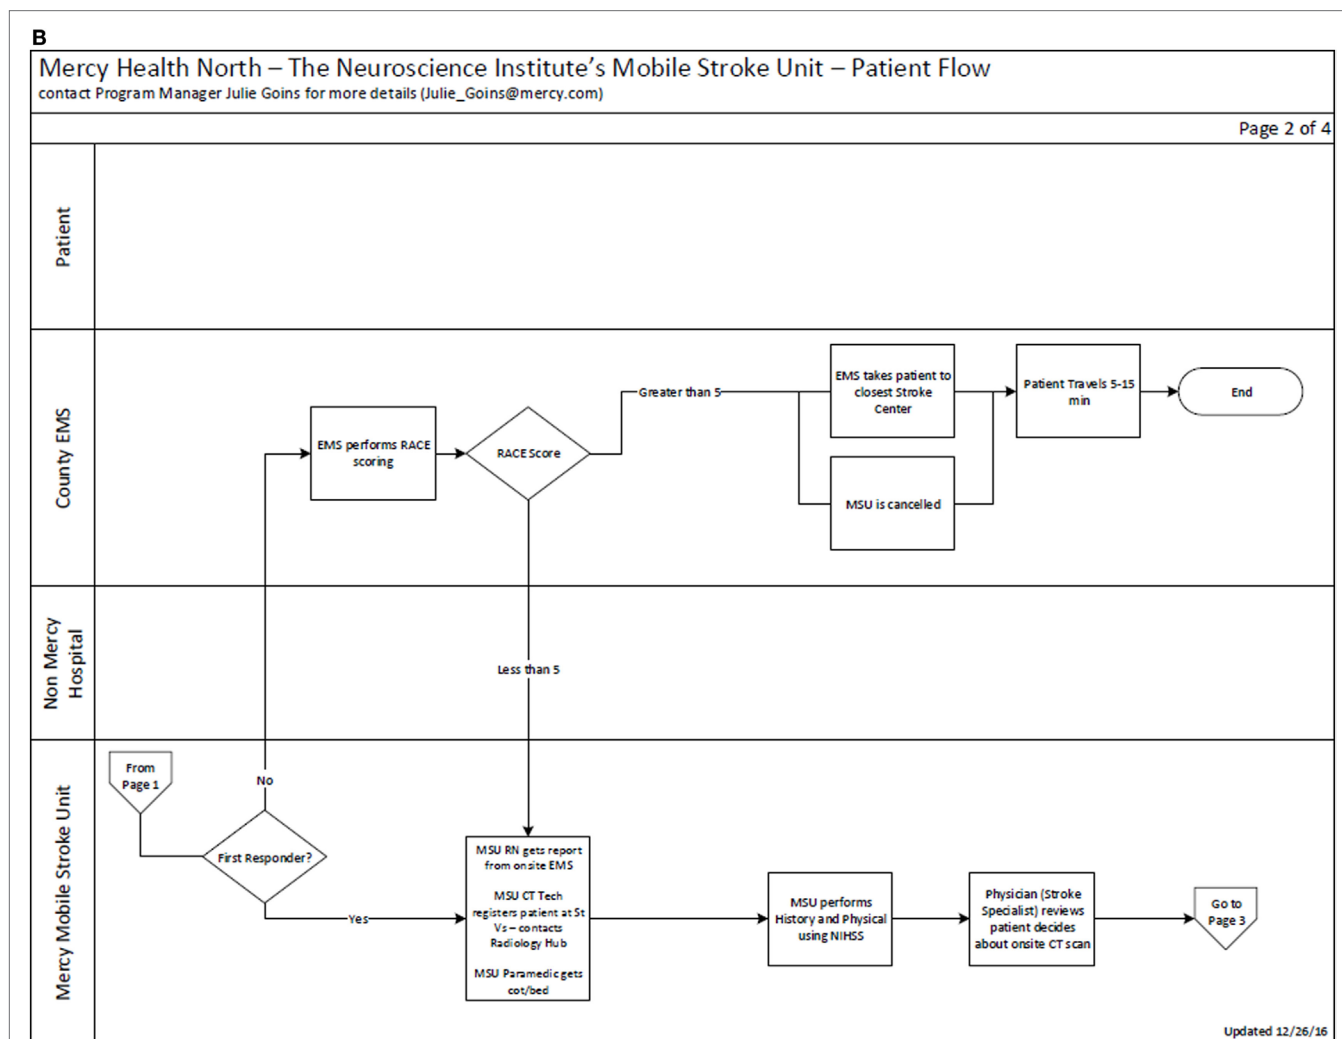 B
Mercy Health North – The Neuroscience Institute's Mobile Stroke Unit – Patient Flow
contact Program Manager Julie Goins for more details (Julie_Goins@mercy.com)
Page 2 of 4
Patient
County EMS
EMS performs RACE
scoring
RACE Score
Greater than 5
EMS takes patient to
closest Stroke
Center
MSU is cancelled
Patient Travels 5-15
min
End
Non Mercy
Hospital
Less than 5
Mercy Mobile Stroke Unit
From
Page 1
No
First Responder?
Yes
MSU RN gets report
from onsite EMS
MSU CT Tech
registers patient at St
Vs – contacts
Radiology Hub
MSU Paramedic gets
cot/bed
MSU performs
History and Physical
using NIHSS
Physician (Stroke
Specialist) reviews
patient decides
about onsite CT scan
Go to
Page 3
Updated 12/26/16